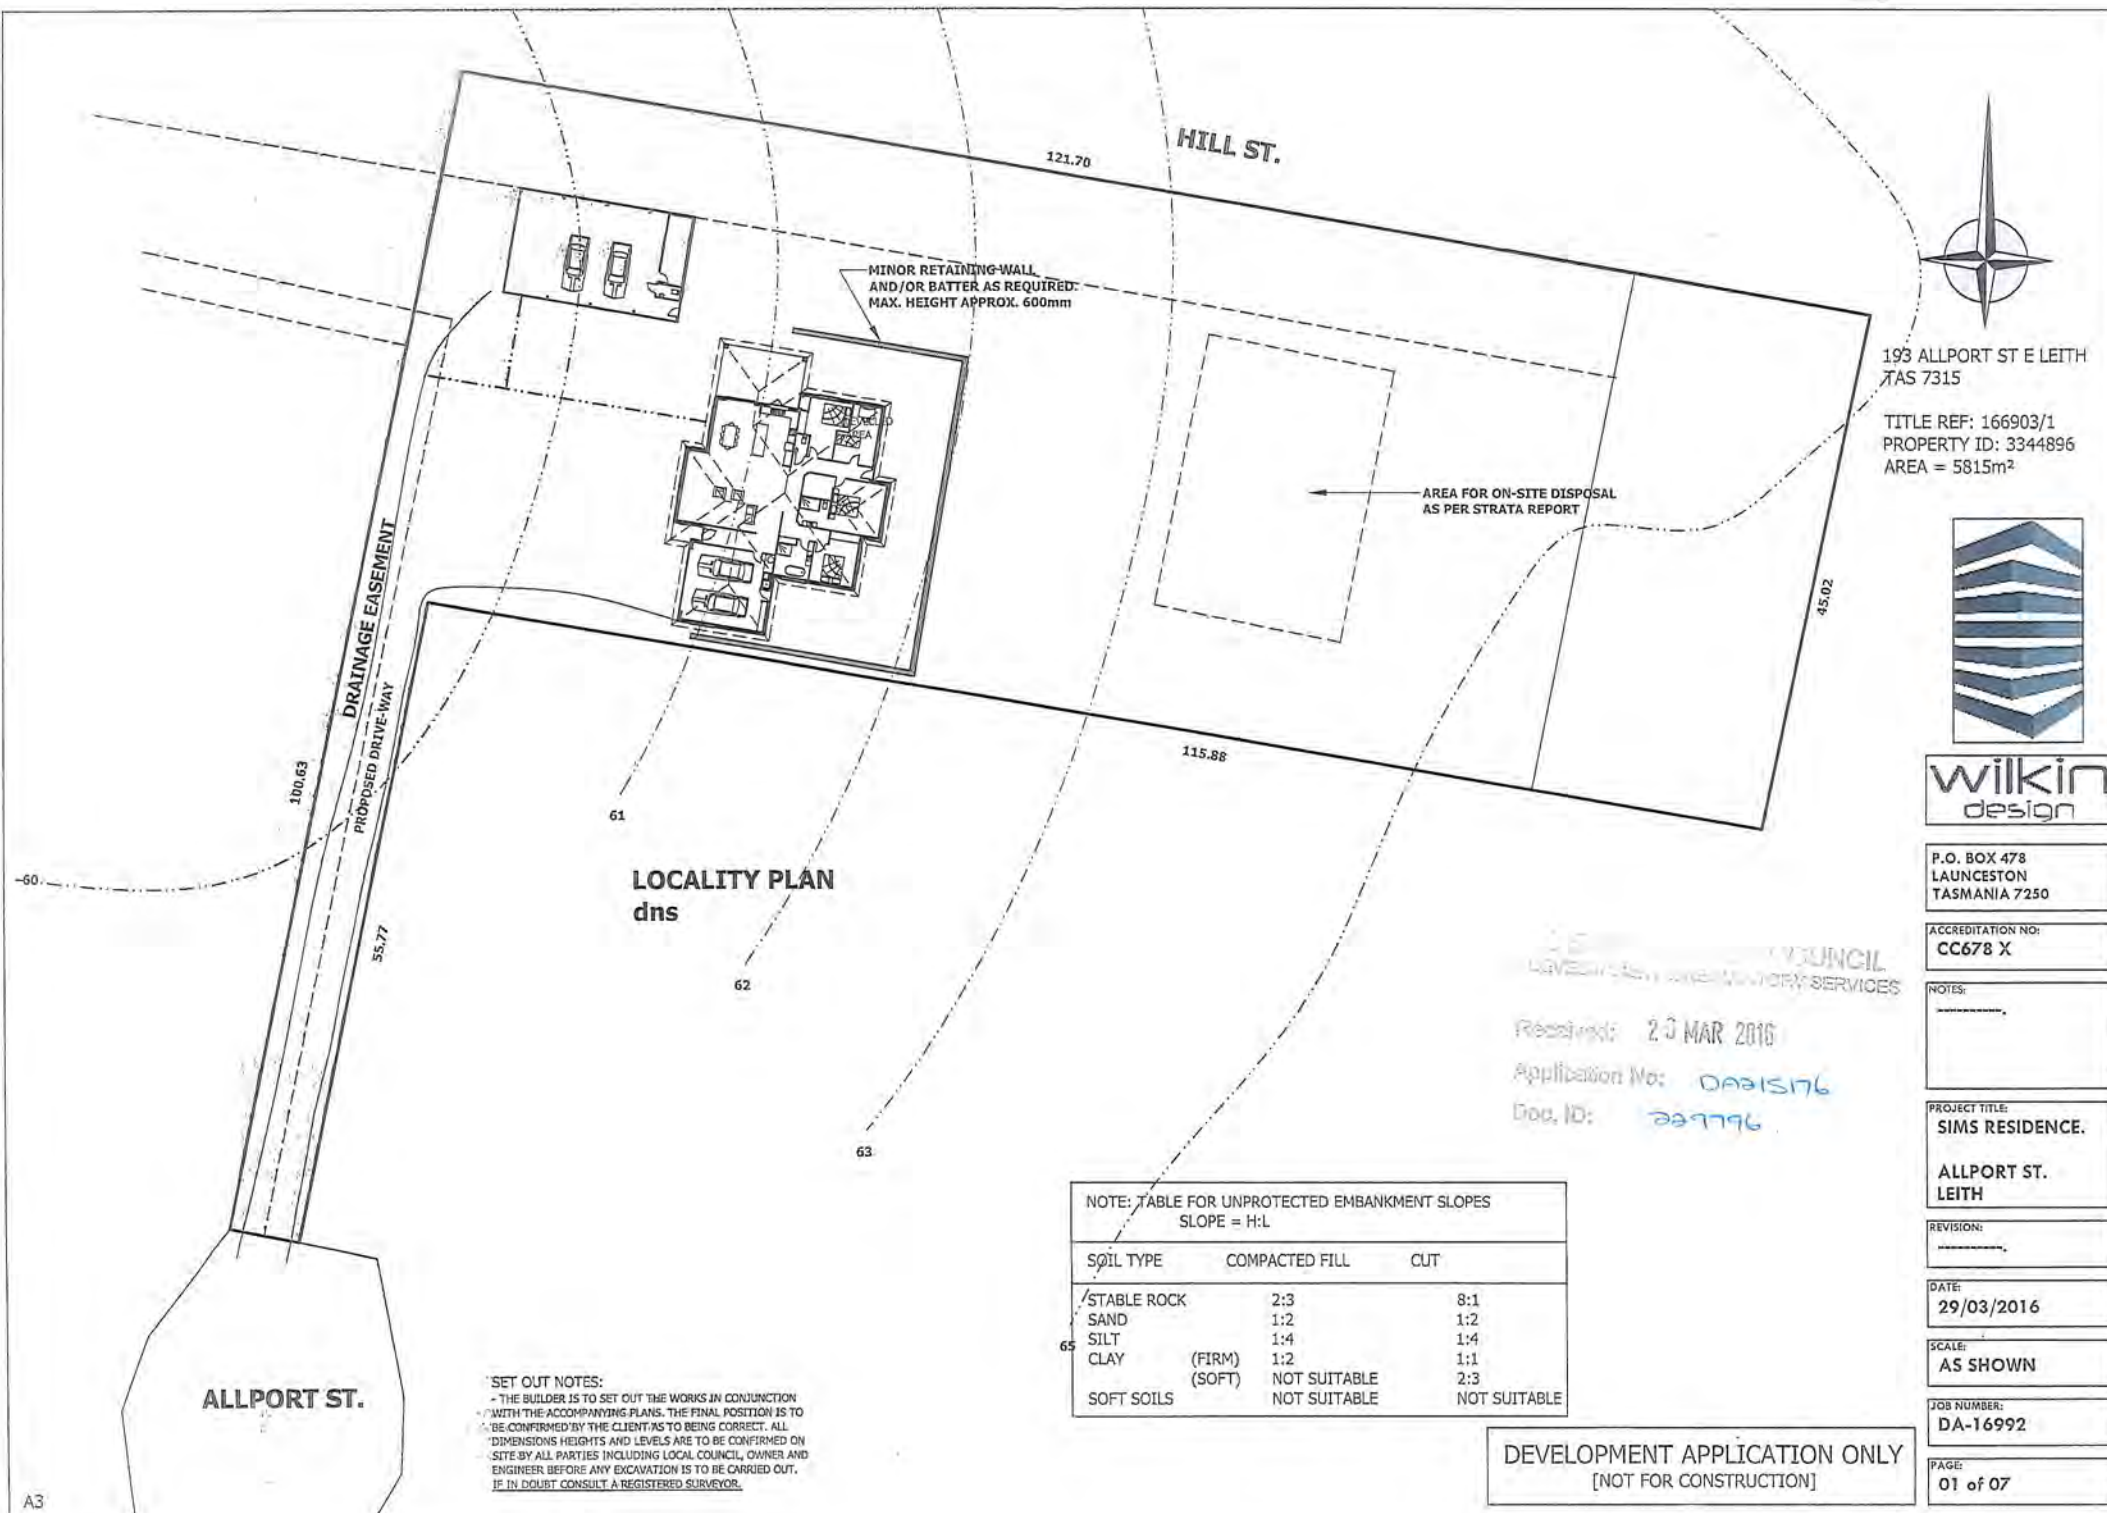 HILL ST.
121.70
MINOR RETAINING WALL
AND/OR BATTER AS REQUIRED.
MAX. HEIGHT APPROX. 600mm
AREA FOR ON-SITE DISPOSAL
AS PER STRATA REPORT
45.02
DRAINAGE EASEMENT
PROPOSED DRIVE-WAY
100.63
55.77
115.88
60
61
62
63
65
LOCALITY PLAN
dns
ALLPORT ST.
193 ALLPORT ST E LEITH
TAS 7315
TITLE REF: 166903/1
PROPERTY ID: 3344896
AREA = 5815m²
wilkin
design
P.O. BOX 478
LAUNCESTON
TASMANIA 7250
ACCREDITATION NO:
CC678 X
NOTES:
----------.
PROJECT TITLE:
SIMS RESIDENCE.
ALLPORT ST.
LEITH
REVISION:
----------.
DATE:
29/03/2016
SCALE:
AS SHOWN
JOB NUMBER:
DA-16992
PAGE:
01 of 07
COUNCIL
SERVICES
Received: MAR 2016
Application No: DA215176
Doc. ID: 229796
NOTE: TABLE FOR UNPROTECTED EMBANKMENT SLOPES
SLOPE = H:L
SOIL TYPE COMPACTED FILL CUT
STABLE ROCK 2:3 8:1
SAND 1:2 1:2
SILT 1:4 1:4
CLAY (FIRM) 1:2 1:1
(SOFT) NOT SUITABLE 2:3
SOFT SOILS NOT SUITABLE NOT SUITABLE
SET OUT NOTES:
- THE BUILDER IS TO SET OUT THE WORKS IN CONJUNCTION
WITH THE ACCOMPANYING PLANS. THE FINAL POSITION IS TO
BE CONFIRMED BY THE CLIENT AS TO BEING CORRECT. ALL
DIMENSIONS HEIGHTS AND LEVELS ARE TO BE CONFIRMED ON
SITE BY ALL PARTIES INCLUDING LOCAL COUNCIL, OWNER AND
ENGINEER BEFORE ANY EXCAVATION IS TO BE CARRIED OUT.
IF IN DOUBT CONSULT A REGISTERED SURVEYOR.
DEVELOPMENT APPLICATION ONLY
[NOT FOR CONSTRUCTION]
A3